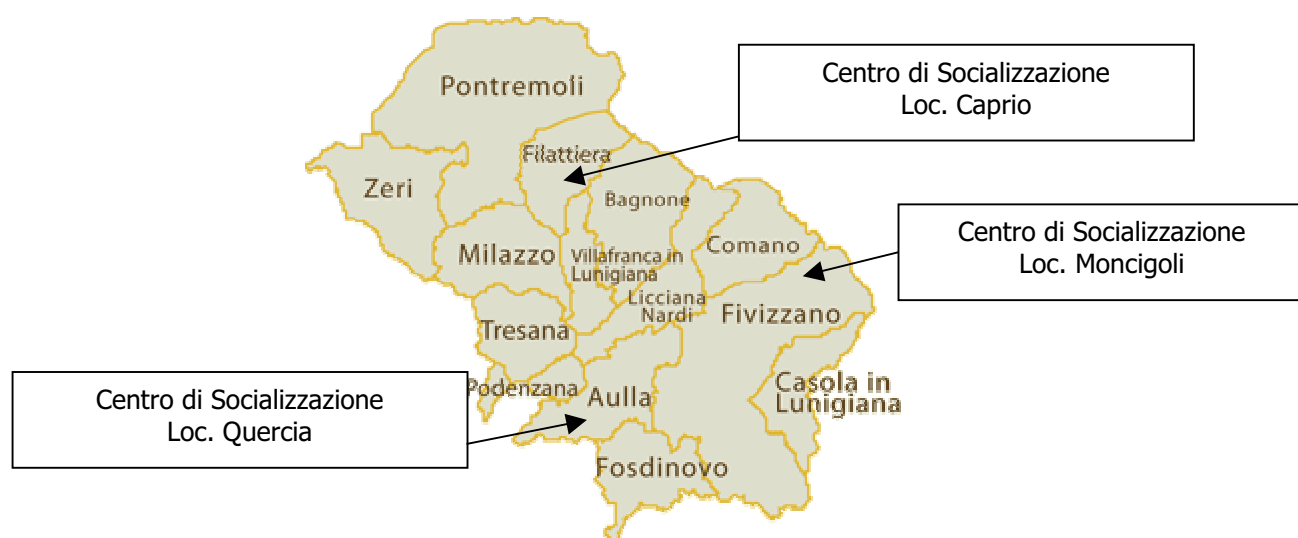 Centro di Socializzazione
Loc. Caprio
Pontremoli
Filattiera
Zeri
Bagnone
Centro di Socializzazione
Loc. Moncigoli
Comano
Milazzo
Villafranca in
Lunigiana
Licciana
Nardi
Fivizzano
Tresana
Podenzana
Aulla
Casola in
Lunigiana
Centro di Socializzazione
Loc. Quercia
Fosdinovo